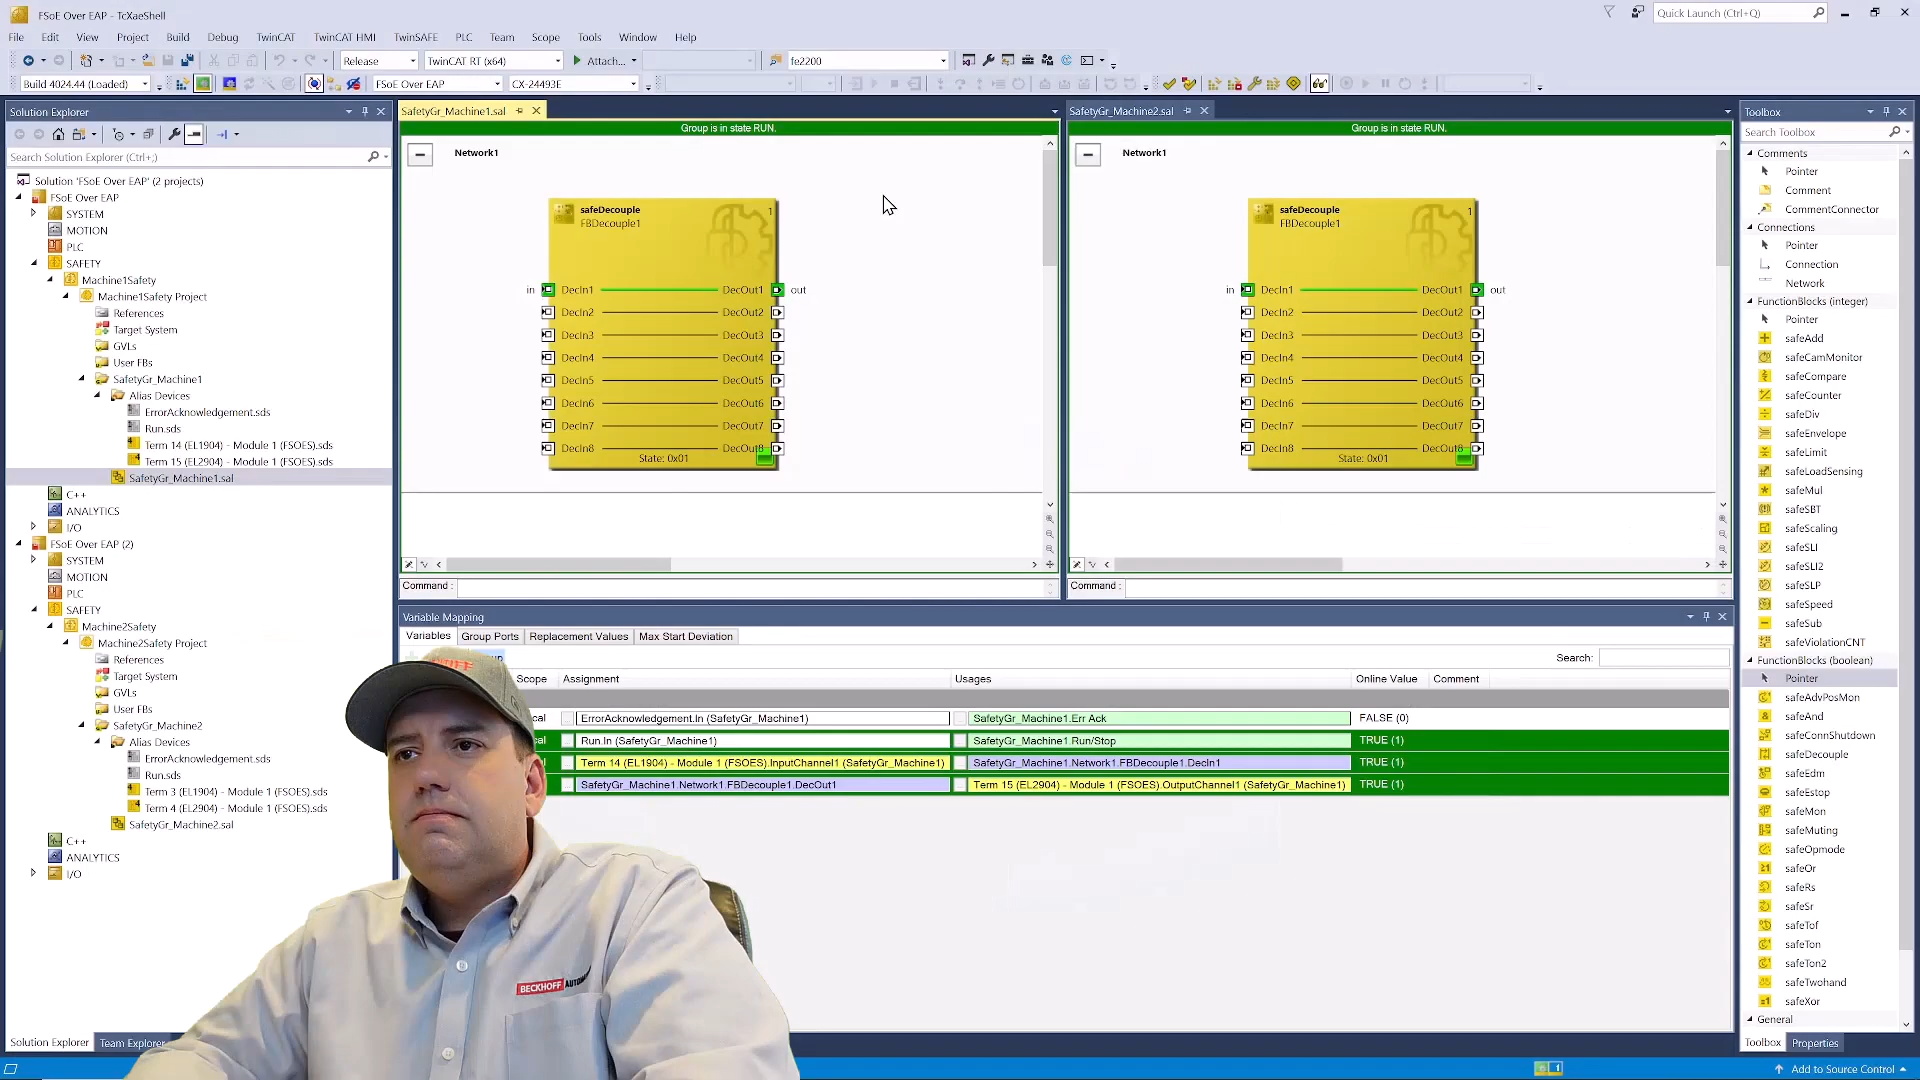 FSoE Over EAP - TcXaeShell
Quick Launch (Ctrl+Q)
File Edit View Project Build Debug TwinCAT TwinCAT HMI TwinSAFE PLC Team Scope Tools Window Help
Release TwinCAT RT (x64) Attach... fe2200
Build 4024.44 (Loaded) FSoE Over EAP CX-24493E
Solution Explorer
Search Solution Explorer (Ctrl+;)
Solution 'FSoE Over EAP' (2 projects)
FSoE Over EAP
SYSTEM
MOTION
PLC
SAFETY
Machine1Safety
Machine1Safety Project
References
Target System
GVLs
User FBs
SafetyGr_Machine1
Alias Devices
ErrorAcknowledgement.sds
Run.sds
Term 14 (EL1904) - Module 1 (FSOES).sds
Term 15 (EL2904) - Module 1 (FSOES).sds
SafetyGr_Machine1.sal
C++
ANALYTICS
I/O
FSoE Over EAP (2)
SYSTEM
MOTION
PLC
SAFETY
Machine2Safety
Machine2Safety Project
References
Target System
GVLs
User FBs
SafetyGr_Machine2
Alias Devices
ErrorAcknowledgement.sds
Run.sds
Term 3 (EL1904) - Module 1 (FSOES).sds
Term 4 (EL2904) - Module 1 (FSOES).sds
SafetyGr_Machine2.sal
C++
ANALYTICS
I/O
Solution Explorer Team Explorer
SafetyGr_Machine1.sal
Group is in state RUN.
Network1
safeDecouple 1
FBDecouple1
in DecIn1 DecOut1 out
DecIn2 DecOut2
DecIn3 DecOut3
DecIn4 DecOut4
DecIn5 DecOut5
DecIn6 DecOut6
DecIn7 DecOut7
DecIn8 DecOut8
State: 0x01
Command :
SafetyGr_Machine2.sal
Group is in state RUN.
Network1
safeDecouple 1
FBDecouple1
in DecIn1 DecOut1 out
DecIn2 DecOut2
DecIn3 DecOut3
DecIn4 DecOut4
DecIn5 DecOut5
DecIn6 DecOut6
DecIn7 DecOut7
DecIn8 DecOut8
State: 0x01
Command :
Variable Mapping
Variables Group Ports Replacement Values Max Start Deviation
Search:
Scope Assignment Usages Online Value Comment
ErrorAcknowledgement.In (SafetyGr_Machine1) SafetyGr_Machine1.Err Ack FALSE (0)
Run.In (SafetyGr_Machine1) SafetyGr_Machine1.Run/Stop TRUE (1)
Term 14 (EL1904) - Module 1 (FSOES).InputChannel1 (SafetyGr_Machine1) SafetyGr_Machine1.Network1.FBDecouple1.DecIn1 TRUE (1)
SafetyGr_Machine1.Network1.FBDecouple1.DecOut1 Term 15 (EL2904) - Module 1 (FSOES).OutputChannel1 (SafetyGr_Machine1) TRUE (1)
BECKHOFF
Toolbox
Search Toolbox
Comments
Pointer
Comment
CommentConnector
Connections
Pointer
Connection
Network
FunctionBlocks (integer)
Pointer
safeAdd
safeCamMonitor
safeCompare
safeCounter
safeDiv
safeEnvelope
safeLimit
safeLoadSensing
safeMul
safeSBT
safeScaling
safeSLI
safeSLI2
safeSLP
safeSpeed
safeSub
safeViolationCNT
FunctionBlocks (boolean)
Pointer
safeAdvPosMon
safeAnd
safeConnShutdown
safeDecouple
safeEdm
safeEstop
safeMon
safeMuting
safeOpmode
safeOr
safeRs
safeSr
safeTof
safeTon
safeTon2
safeTwohand
safeXor
General
Toolbox Properties
1 Add to Source Control